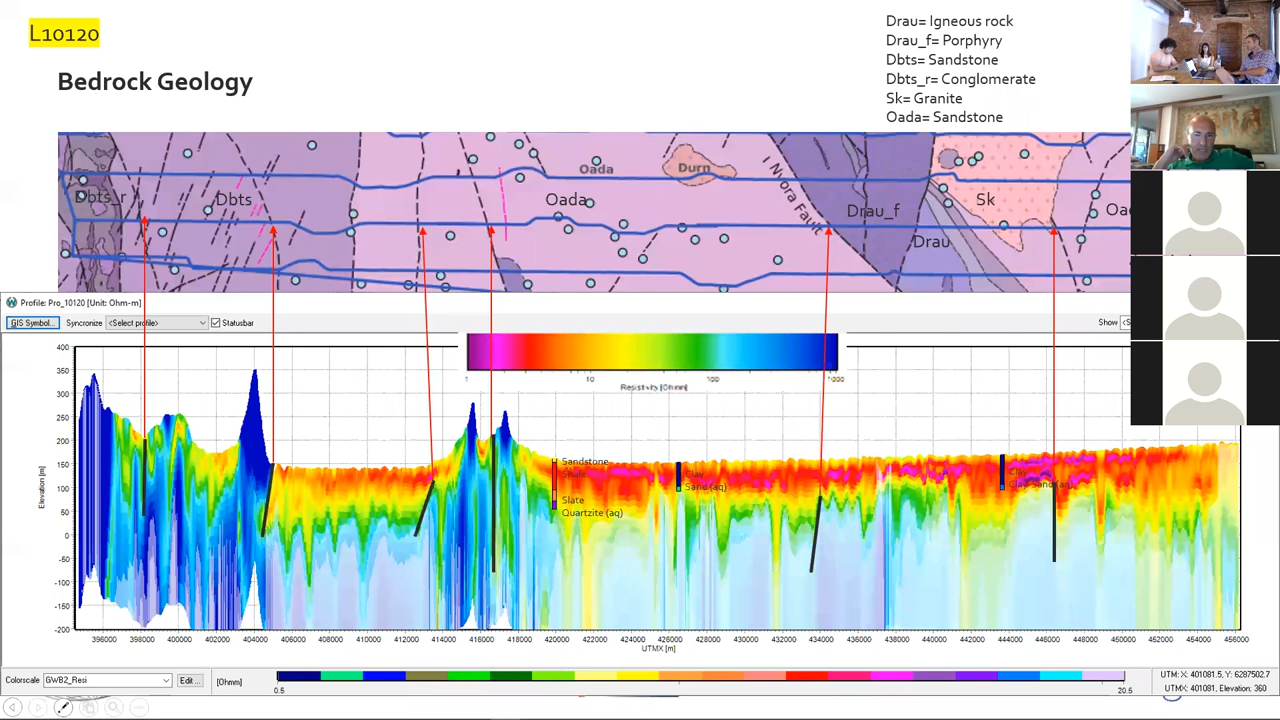 L10120
Bedrock Geology
Drau= Igneous rock
Drau_f= Porphyry
Dbts= Sandstone
Dbts_r= Conglomerate
Sk= Granite
Oada= Sandstone
Dbts_r
Dbts
Oada
Oada
Durn
Nyora Fault
Drau_f
Drau
Sk
Profile: Pro_10120 [Unit: Ohm-m]
GIS Symbol...
Syncronize
<Select profile>
Statusbar
Show
1 10 100 1000
Resistivity [Ohmm]
400
350
300
250
200
150
100
50
0
-50
-100
-150
-200
Elevation [m]
Sandstone
Shale
Slate
Quartzite (aq)
Clay
Sand (aq)
Clay
396000 398000 400000 402000 404000 406000 408000 410000 412000 414000 416000 418000 420000 422000 424000 426000 428000 430000 432000 434000 436000 438000 440000 442000 444000 446000 448000 450000 452000 454000 456000
UTMX [m]
Colorscale
GWB2_Resi
Edit ...
[Ohmm]
0.5
20.5
UTM: X: 401081.5, Y: 6287502.7
UTMX: 401081, Elevation: 360